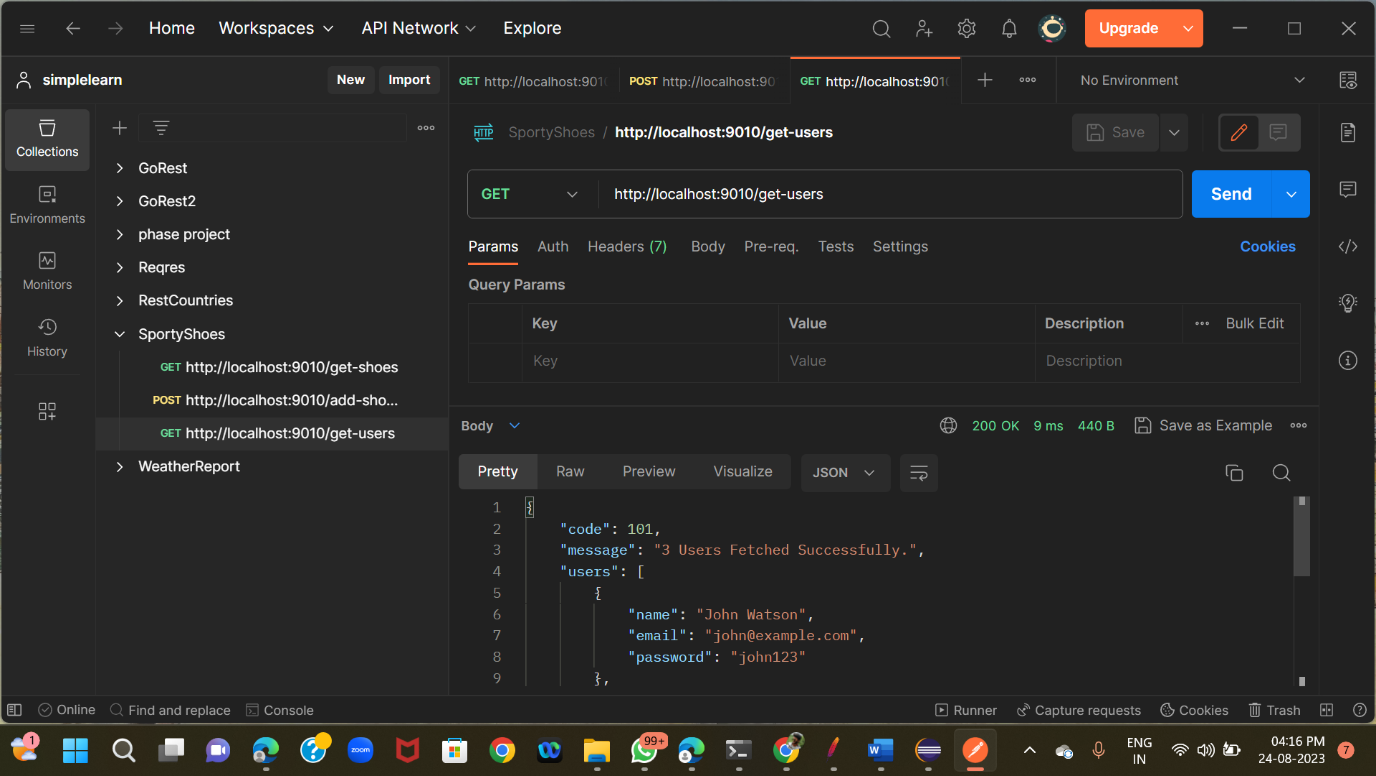 Home Workspaces API Network Explore Upgrade
simplelearn New Import
GET http://localhost:901 POST http://localhost:90 GET http://localhost:901 No Environment
Collections
Environments
Monitors
History
GoRest
GoRest2
phase project
Reqres
RestCountries
SportyShoes
GET http://localhost:9010/get-shoes
POST http://localhost:9010/add-sho...
GET http://localhost:9010/get-users
WeatherReport
HTTP SportyShoes / http://localhost:9010/get-users Save
GET http://localhost:9010/get-users Send
Params Auth Headers (7) Body Pre-req. Tests Settings Cookies
Query Params
Key Value Description Bulk Edit
Key Value Description
Body 200 OK 9 ms 440 B Save as Example
Pretty Raw Preview Visualize JSON
1 {
2 "code": 101,
3 "message": "3 Users Fetched Successfully.",
4 "users": [
5 {
6 "name": "John Watson",
7 "email": "john@example.com",
8 "password": "john123"
9 },
Online Find and replace Console Runner Capture requests Cookies Trash
1 zoom 99+ ENG 04:16 PM 7
IN 24-08-2023